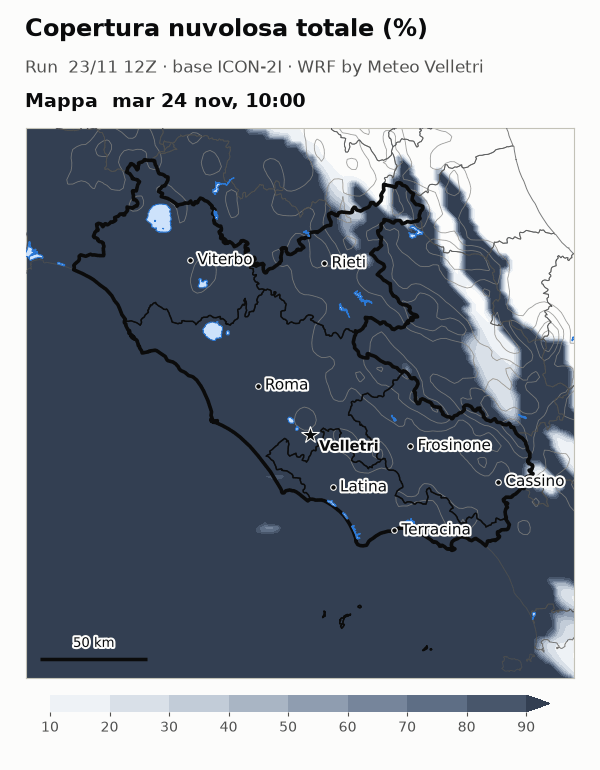 Copertura nuvolosa totale (%)
Run  23/11 12Z · base ICON-2I · WRF by Meteo Velletri
Mappa  mar 24 nov, 10:00
Viterbo
Rieti
Roma
Velletri
Frosinone
Cassino
Latina
Terracina
50 km
10 20 30 40 50 60 70 80 90